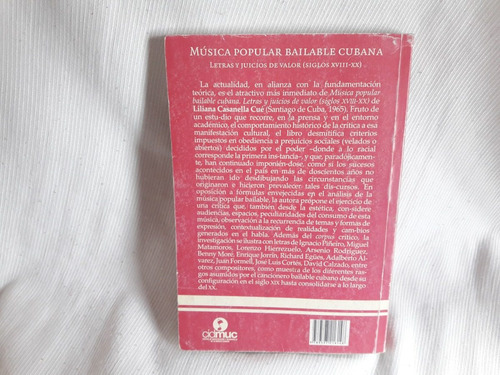 MÚSICA POPULAR BAILABLE CUBANA
LETRAS Y JUICIOS DE VALOR (SIGLOS XVIII-XX)
La actualidad, en alianza con la fundamentación
teórica, es el atractivo más inmediato de Música popular
bailable cubana. Letras y juicios de valor (siglos XVIII-XX) de
Liliana Casanella Cué (Santiago de Cuba, 1965). Fruto de
un estu-dio que recorre, en la prensa y en el entorno
académico, el comportamiento histórico de la crítica a esa
manifestación cultural, el libro desmitifica criterios
impuestos en obediencia a prejuicios sociales (velados o
abiertos) decididos por el poder –donde a lo racial
corresponde la primera ins-tancia–, y que, paradójicamen-
te, han continuado imponién-dose, como si los sucesos
acontecidos en el país en más de doscientos años no
hubieran ido desdibujando las circunstancias que
originaron e hicieron prevalecer tales dis-cursos. En
oposición a fórmulas envejecidas en el análisis de la
música popular bailable, la autora propone el ejercicio de
una crítica que, también desde la estética, con-sidere
audiencias, espacios, peculiaridades del consumo de esta
música, observación a la recurrencia de temas y formas de
expresión, contextualización de realidades y cam-bios
generados en el habla. Además del corpus crítico, la
investigación se ilustra con letras de Ignacio Piñeiro, Miguel
Matamoros, Lorenzo Hierrezuelo, Arsenio Rodríguez,
Benny Moré, Enrique Jorrín, Richard Egües, Adalberto Ál-
varez, Juan Formell, José Luis Cortés, David Calzado, entre
otros compositores, como muestra de los diferentes ras-
gos asumidos por el cancionero bailable cubano desde su
configuración en el siglo XIX hasta consolidarse a lo largo
del XX.
cidmuc